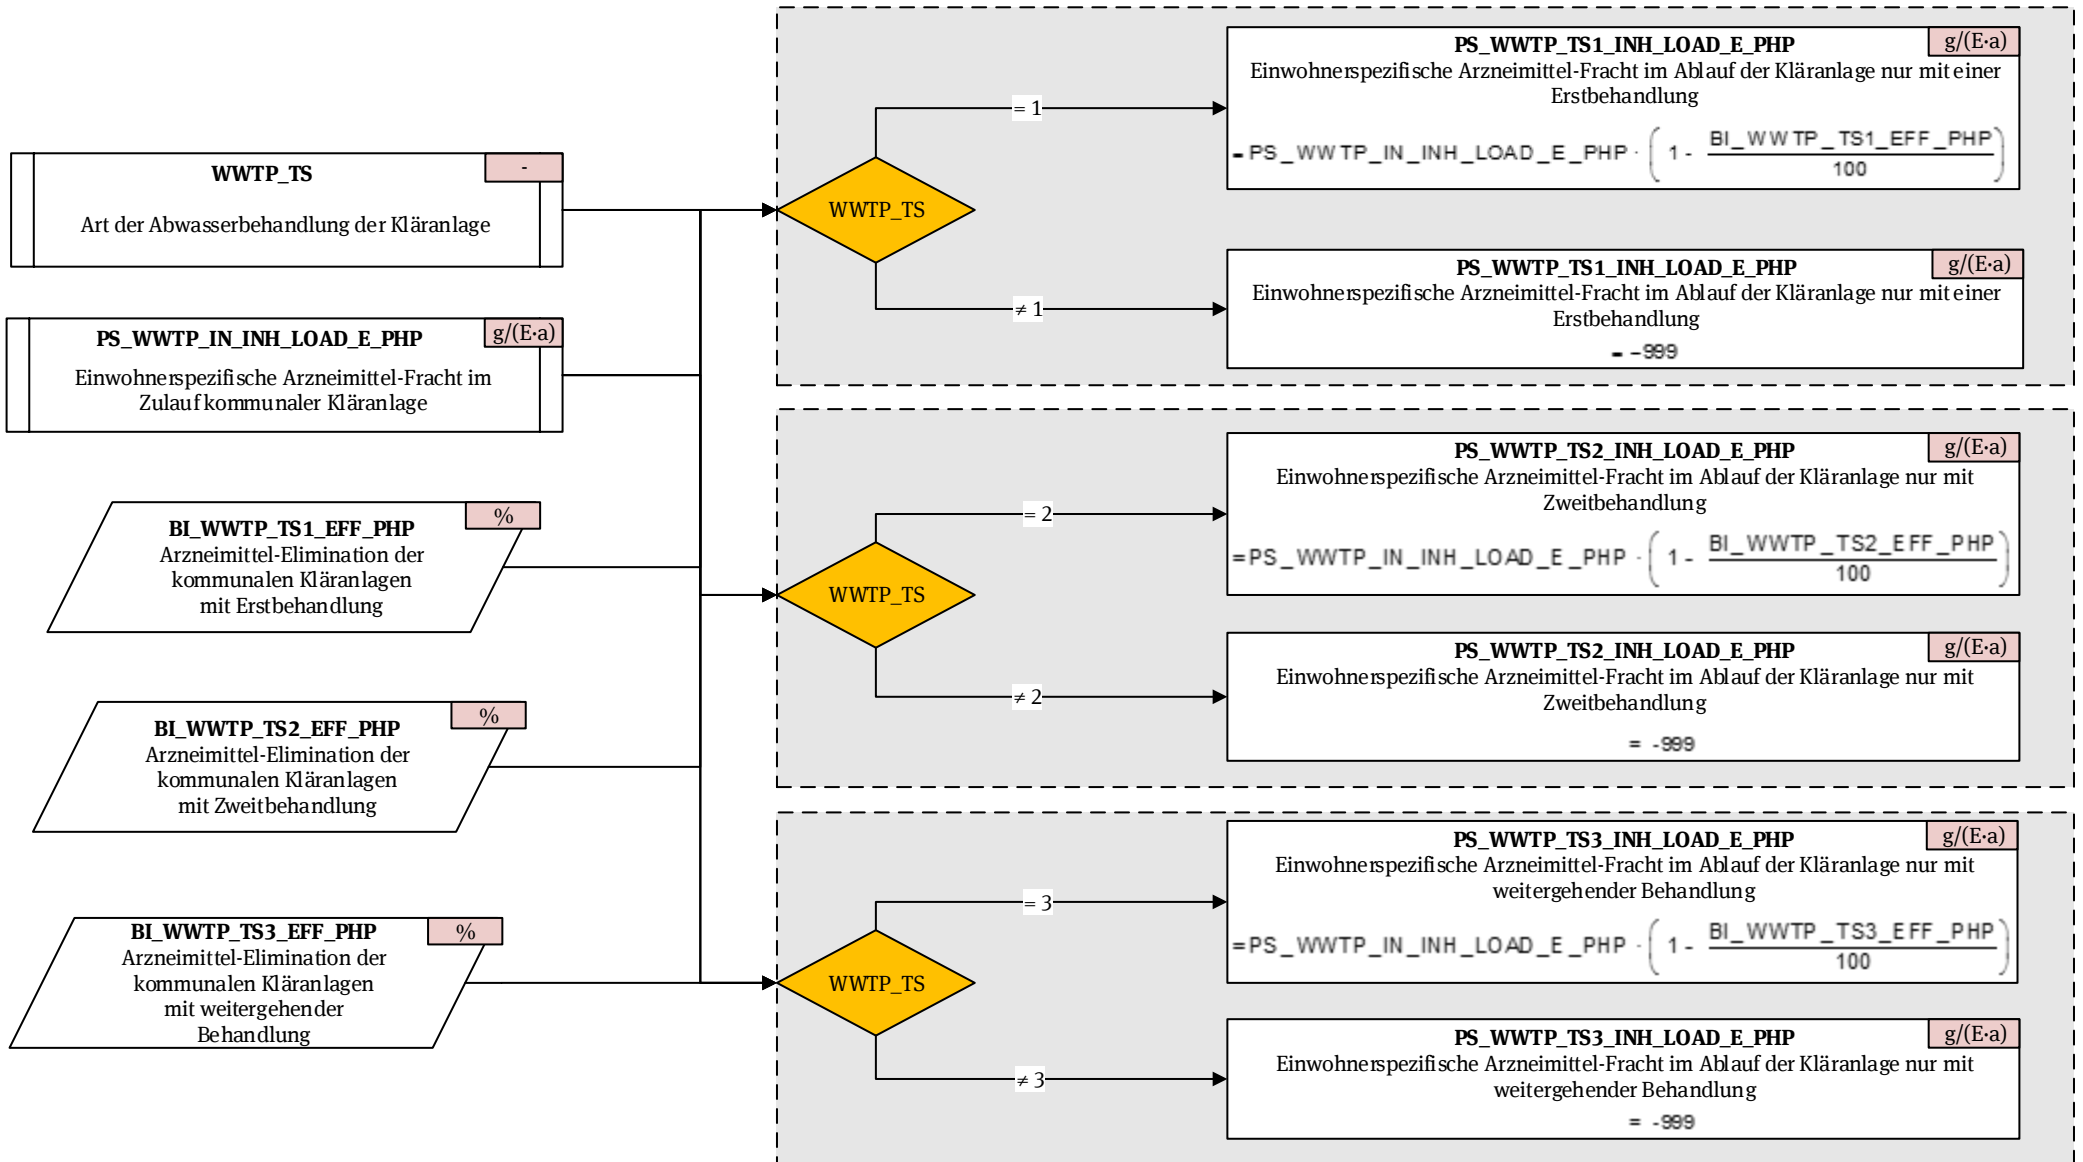 WWTP_TS
-
Art der Abwasserbehandlung der Kläranlage
PS_WWTP_IN_INH_LOAD_E_PHP
g/(E·a)
Einwohnerspezifische Arzneimittel-Fracht im
Zulauf kommunaler Kläranlage
BI_WWTP_TS1_EFF_PHP
%
Arzneimittel-Elimination der
kommunalen Kläranlagen
mit Erstbehandlung
BI_WWTP_TS2_EFF_PHP
%
Arzneimittel-Elimination der
kommunalen Kläranlagen
mit Zweitbehandlung
BI_WWTP_TS3_EFF_PHP
%
Arzneimittel-Elimination der
kommunalen Kläranlagen
mit weitergehender
Behandlung
WWTP_TS
= 1
≠ 1
PS_WWTP_TS1_INH_LOAD_E_PHP
g/(E·a)
Einwohnerspezifische Arzneimittel-Fracht im Ablauf der Kläranlage nur mit einer
Erstbehandlung
= PS_WWTP_IN_INH_LOAD_E_PHP · ( 1 - BI_WWTP_TS1_EFF_PHP
100 )
PS_WWTP_TS1_INH_LOAD_E_PHP
g/(E·a)
Einwohnerspezifische Arzneimittel-Fracht im Ablauf der Kläranlage nur mit einer
Erstbehandlung
= -999
WWTP_TS
= 2
≠ 2
PS_WWTP_TS2_INH_LOAD_E_PHP
g/(E·a)
Einwohnerspezifische Arzneimittel-Fracht im Ablauf der Kläranlage nur mit
Zweitbehandlung
= PS_WWTP_IN_INH_LOAD_E_PHP · ( 1 - BI_WWTP_TS2_EFF_PHP
100 )
PS_WWTP_TS2_INH_LOAD_E_PHP
g/(E·a)
Einwohnerspezifische Arzneimittel-Fracht im Ablauf der Kläranlage nur mit
Zweitbehandlung
= -999
WWTP_TS
= 3
≠ 3
PS_WWTP_TS3_INH_LOAD_E_PHP
g/(E·a)
Einwohnerspezifische Arzneimittel-Fracht im Ablauf der Kläranlage nur mit
weitergehender Behandlung
= PS_WWTP_IN_INH_LOAD_E_PHP · ( 1 - BI_WWTP_TS3_EFF_PHP
100 )
PS_WWTP_TS3_INH_LOAD_E_PHP
g/(E·a)
Einwohnerspezifische Arzneimittel-Fracht im Ablauf der Kläranlage nur mit
weitergehender Behandlung
= -999